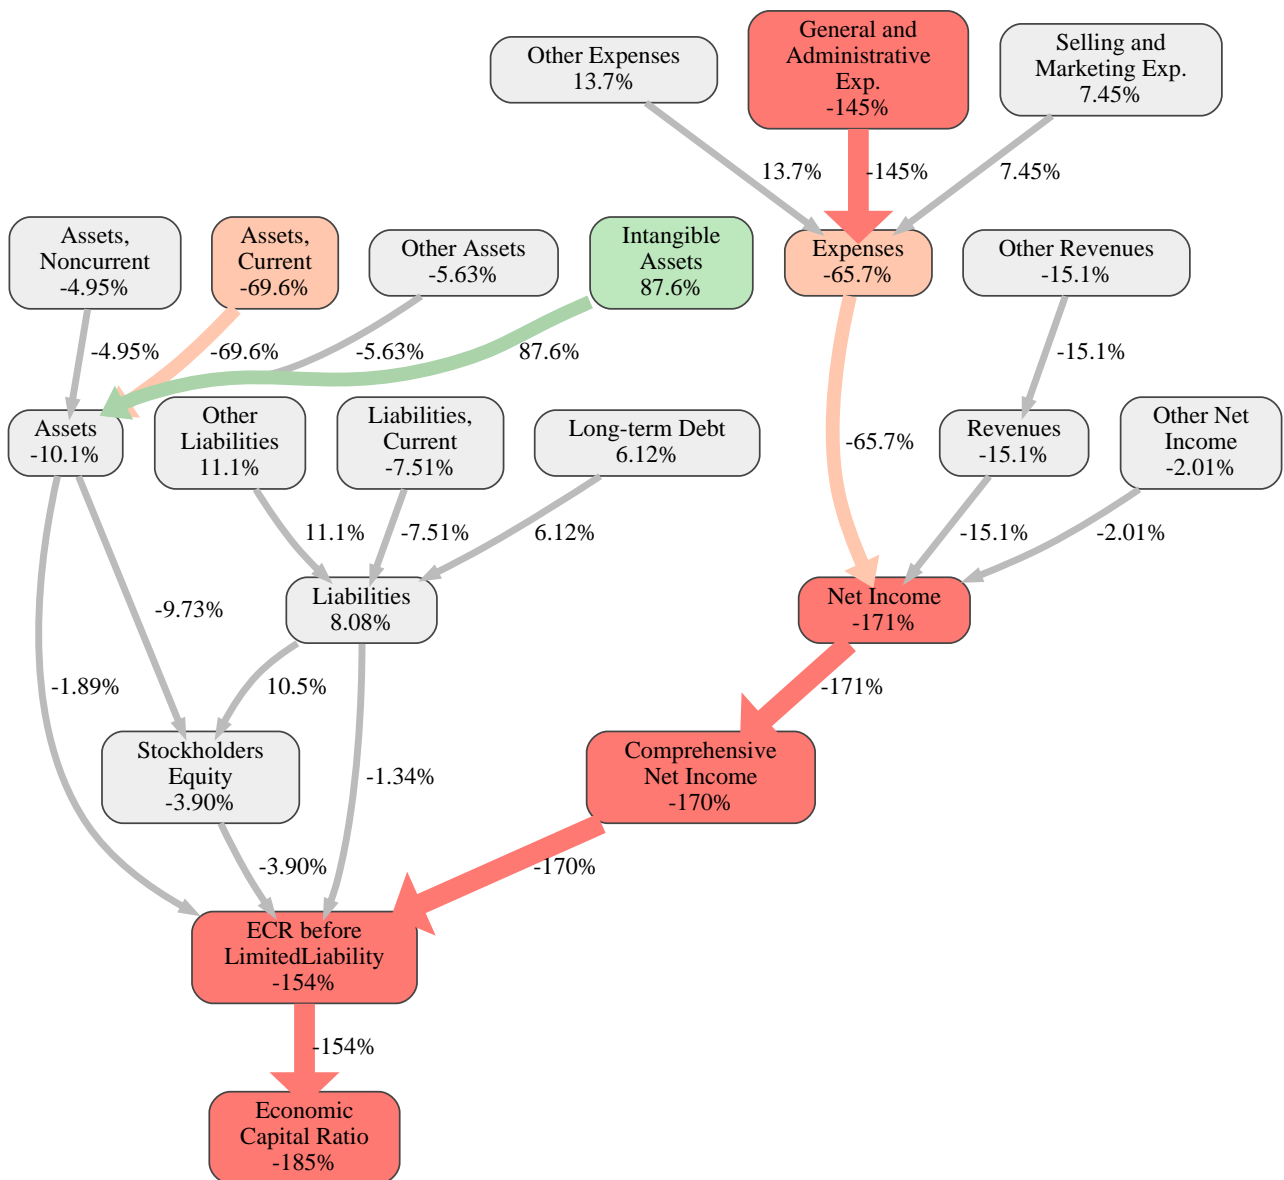 Other Expenses
13.7%
General and
Administrative
Exp.
-145%
Selling and
Marketing Exp.
7.45%
13.7%
-145%
7.45%
Assets,
Noncurrent
-4.95%
Assets,
Current
-69.6%
Other Assets
-5.63%
Intangible
Assets
87.6%
Expenses
-65.7%
Other Revenues
-15.1%
-4.95%
-69.6%
-5.63%
87.6%
-15.1%
Assets
-10.1%
Other
Liabilities
11.1%
Liabilities,
Current
-7.51%
Long-term Debt
6.12%
-65.7%
Revenues
-15.1%
Other Net
Income
-2.01%
11.1%
-7.51%
6.12%
-15.1%
-2.01%
Liabilities
8.08%
Net Income
-171%
-9.73%
-1.89%
10.5%
-171%
Stockholders
Equity
-3.90%
-1.34%
Comprehensive
Net Income
-170%
-3.90%
-170%
ECR before
LimitedLiability
-154%
-154%
Economic
Capital Ratio
-185%